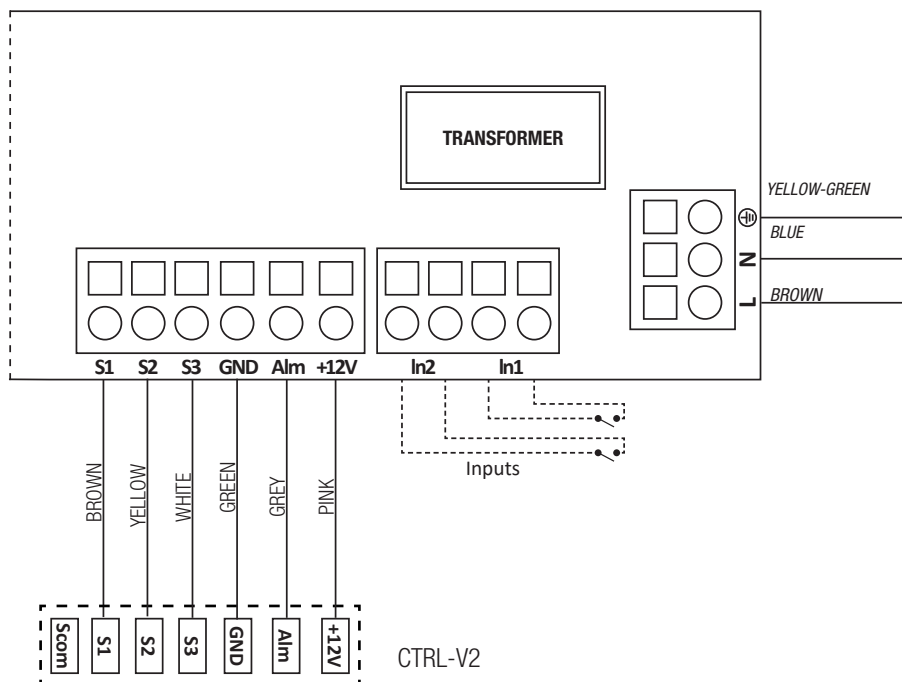 TRANSFORMER
YELLOW-GREEN
BLUE
N
L
BROWN
S1 S2 S3 GND Alm +12V In2 In1
Inputs
BROWN
YELLOW
WHITE
GREEN
GREY
PINK
Scom S1 S2 S3 GND Alm +12V
CTRL-V2